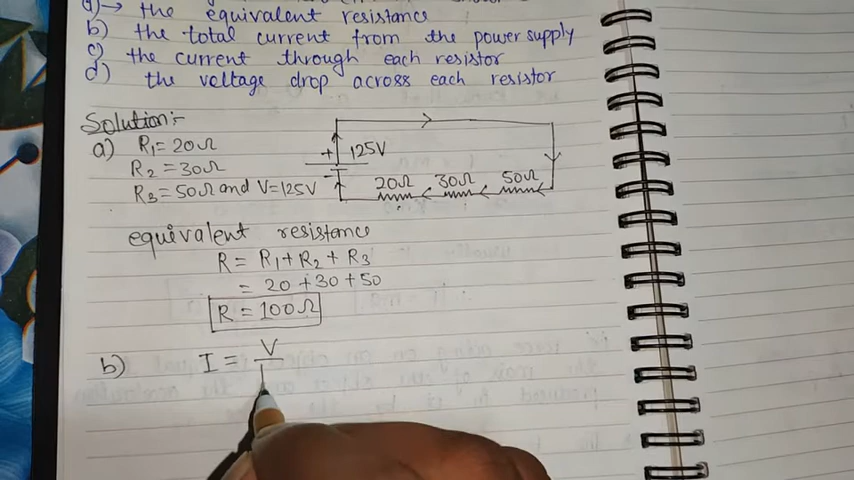 a)→ the equivalent resistance
b) the total current from the power supply
c) the current through each resistor
d) the voltage drop across each resistor
Solution:-
a) R1 = 20Ω
R2 = 30Ω
R3 = 50Ω and V = 125V
+ 125V
-
20Ω 30Ω 50Ω
equivalent resistance
R = R1 + R2 + R3
= 20 + 30 + 50
R = 100Ω
b) I = V